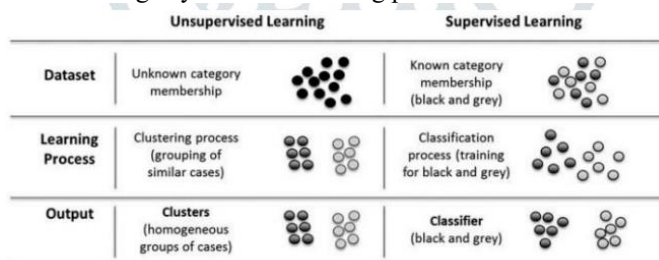 Unsupervised Learning
Supervised Learning
Dataset
Unknown category
membership
Known category
membership
(black and grey)
Learning
Process
Clustering process
(grouping of
similar cases)
Classification
process (training
for black and grey)
Output
Clusters
(homogeneous
groups of cases)
Classifier
(black and grey)